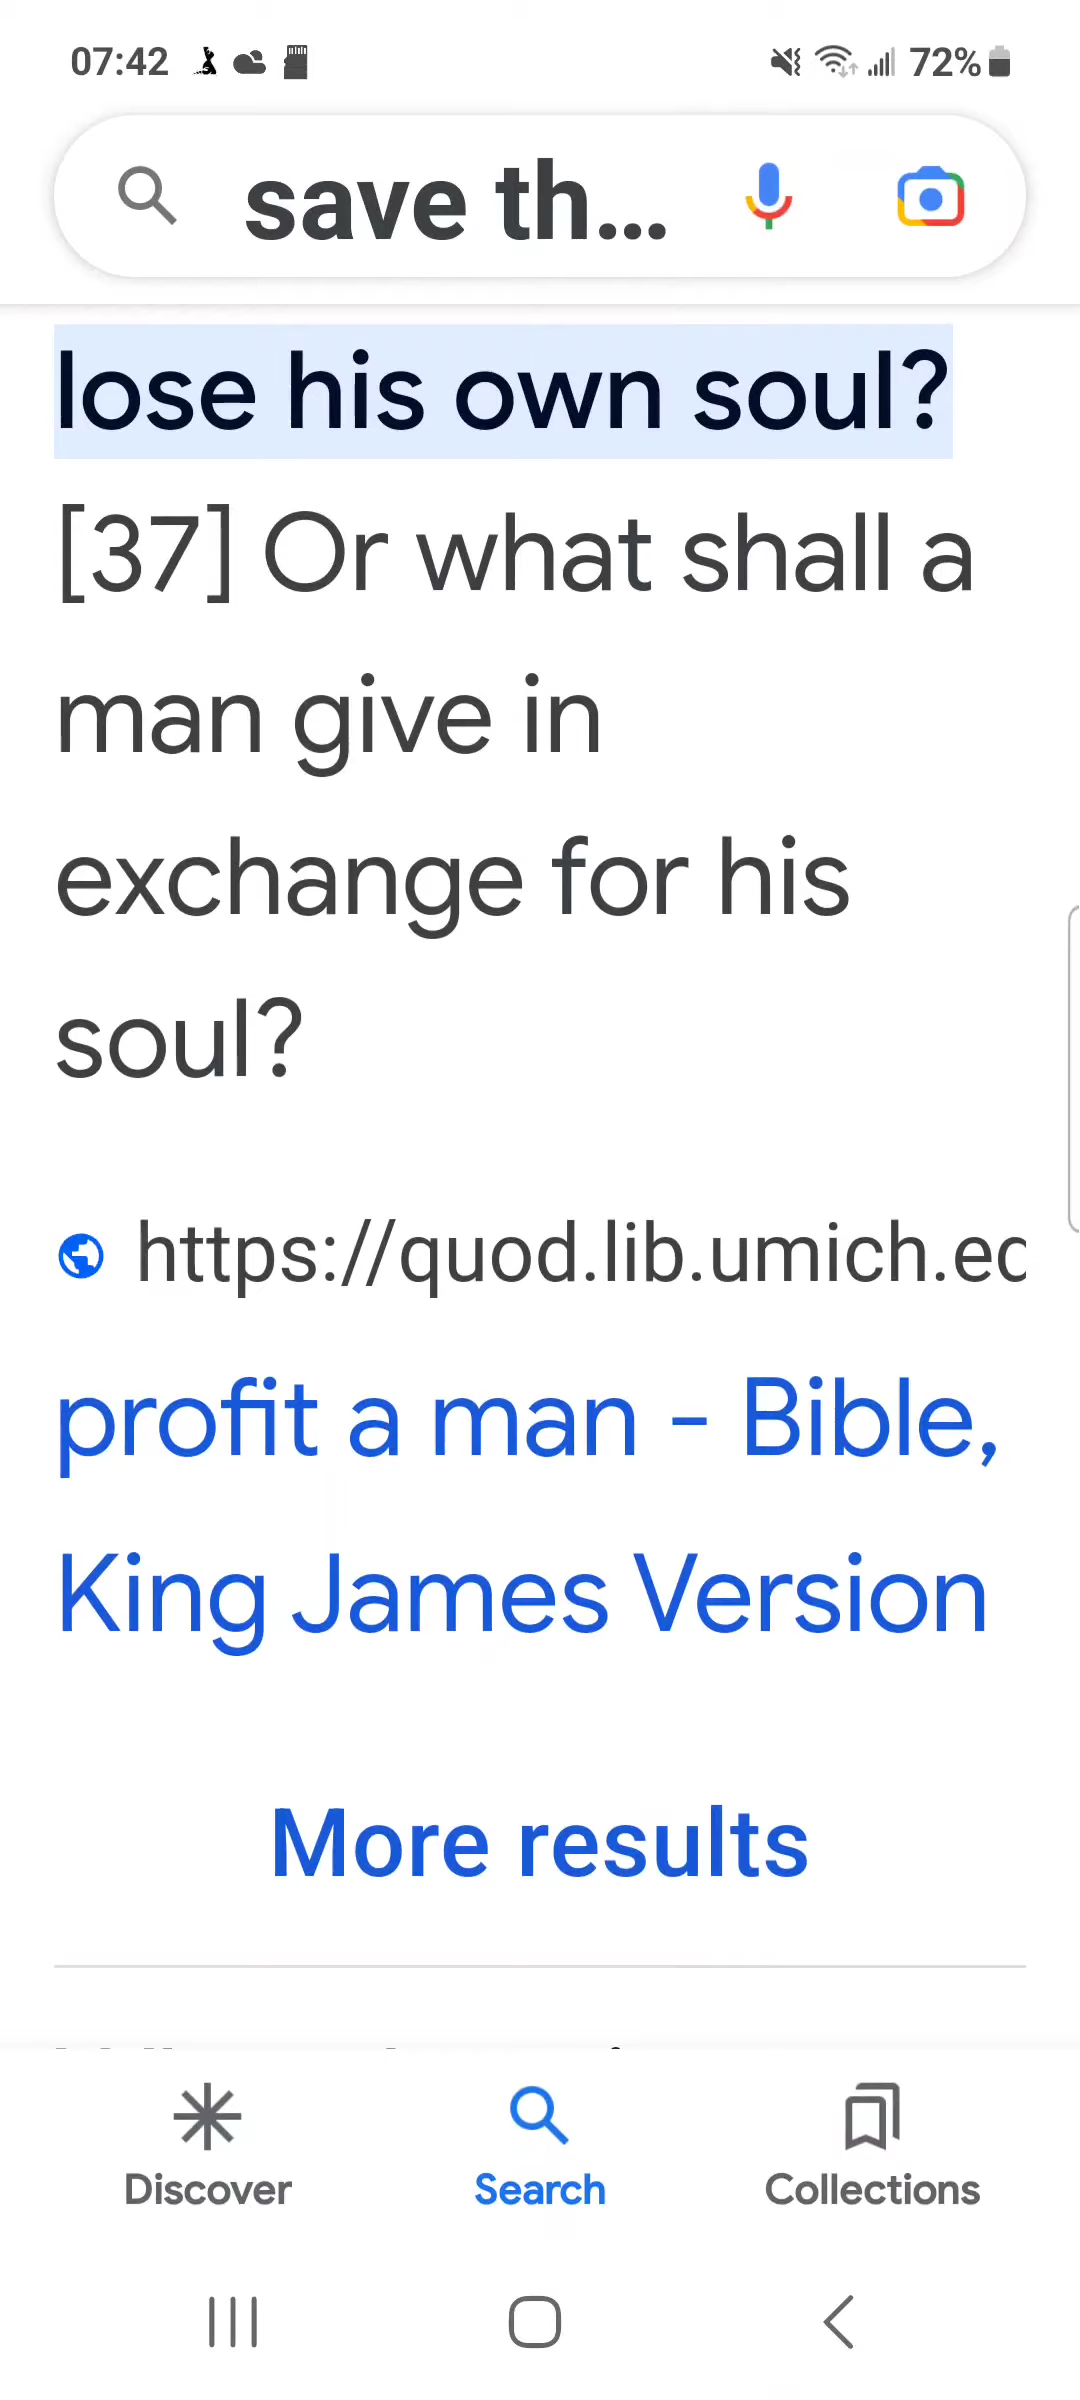 07:42 72%
save th...
lose his own soul?
[37] Or what shall a
man give in
exchange for his
soul?
https://quod.lib.umich.ec
profit a man - Bible,
King James Version
More results
Discover Search Collections